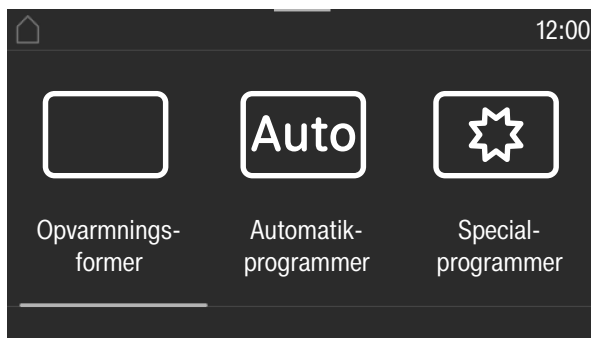 12:00
Auto
Opvarmnings-
former
Automatik-
programmer
Special-
programmer